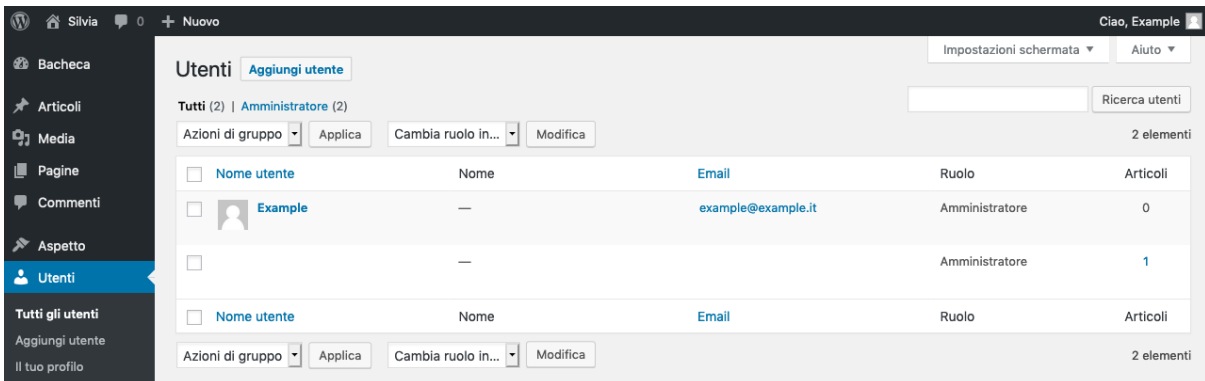 Silvia 0 + Nuovo Ciao, Example
Impostazioni schermata ▼ Aiuto ▼
Bacheca
Utenti Aggiungi utente
Articoli
Tutti (2) | Amministratore (2) Ricerca utenti
Media
Azioni di gruppo Applica Cambia ruolo in... Modifica 2 elementi
Pagine
Nome utente Nome Email Ruolo Articoli
Commenti
Example — example@example.it Amministratore 0
Aspetto
— Amministratore 1
Utenti
Tutti gli utenti
Nome utente Nome Email Ruolo Articoli
Aggiungi utente
Azioni di gruppo Applica Cambia ruolo in... Modifica 2 elementi
Il tuo profilo